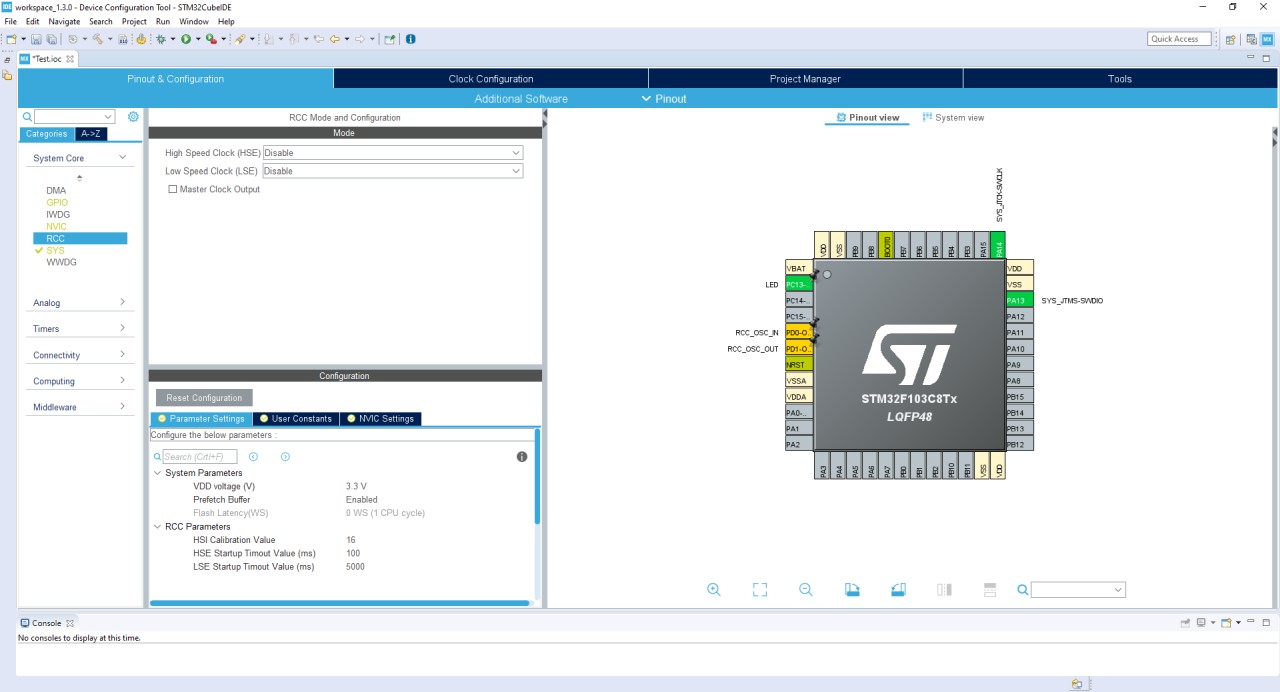 workspace_1.3.0 - Device Configuration Tool - STM32CubeIDE
File Edit Navigate Search Project Run Window Help
Quick Access
*Test.ioc
Pinout & Configuration
Clock Configuration
Project Manager
Tools
Additional Software
Pinout
Categories
A->Z
System Core
DMA
GPIO
IWDG
NVIC
RCC
SYS
WWDG
Analog
Timers
Connectivity
Computing
Middleware
RCC Mode and Configuration
Mode
High Speed Clock (HSE) Disable
Low Speed Clock (LSE) Disable
Master Clock Output
Configuration
Reset Configuration
Parameter Settings
User Constants
NVIC Settings
Configure the below parameters :
Search (Crtl+F)
System Parameters
VDD voltage (V) 3.3 V
Prefetch Buffer Enabled
Flash Latency(WS) 0 WS (1 CPU cycle)
RCC Parameters
HSI Calibration Value 16
HSE Startup Timout Value (ms) 100
LSE Startup Timout Value (ms) 5000
Pinout view
System view
SYS_JTCK-SWCLK
VDD
VSS
PB9
PB8
BOOT0
PB7
PB6
PB5
PB4
PB3
PA15
PA14
VBAT
LED PC13-..
PC14-..
PC15-..
RCC_OSC_IN PD0-O..
RCC_OSC_OUT PD1-O..
NRST
VSSA
VDDA
PA0-..
PA1
PA2
VDD
VSS
PA13 SYS_JTMS-SWDIO
PA12
PA11
PA10
PA9
PA8
PB15
PB14
PB13
PB12
STM32F103C8Tx
LQFP48
PA3
PA4
PA5
PA6
PA7
PB0
PB1
PB2
PB10
PB11
VSS
VDD
Console
No consoles to display at this time.